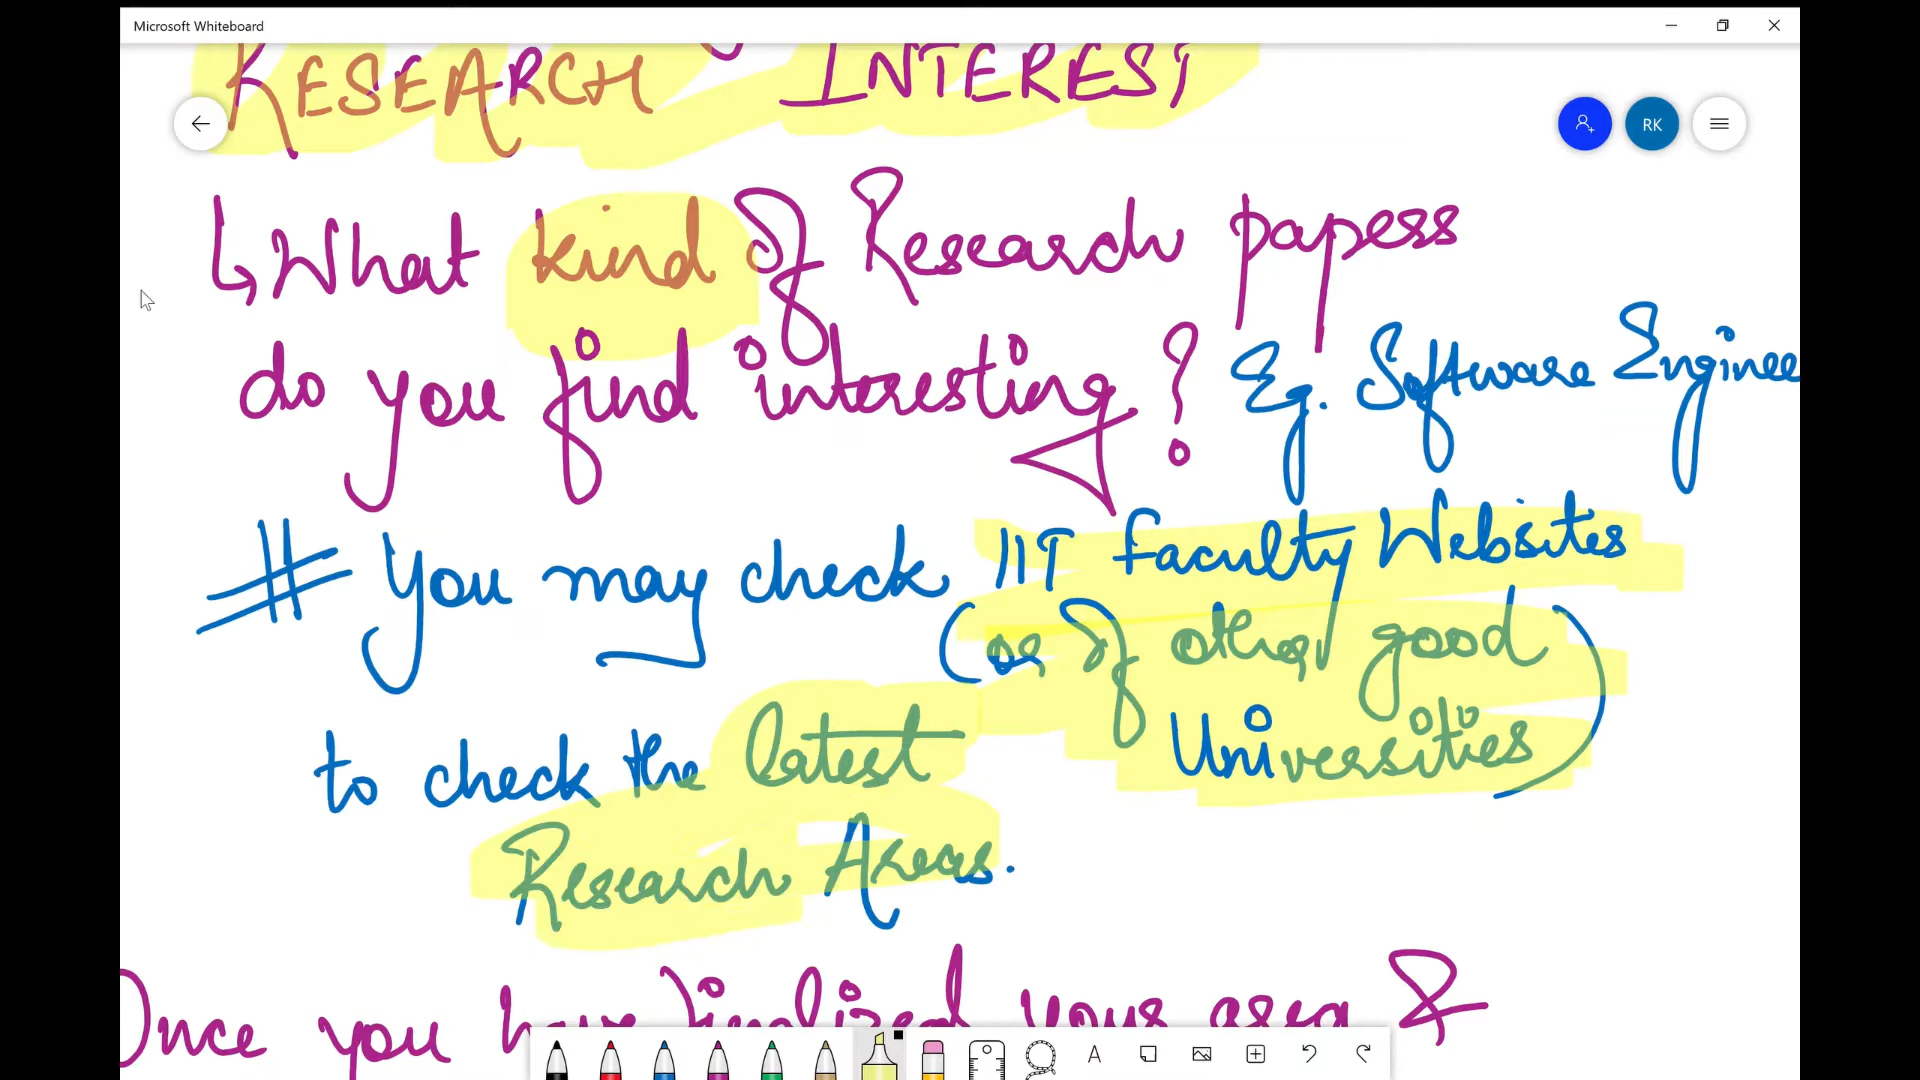 Microsoft Whiteboard
RESEARCH INTEREST
RK
↳ What kind of Research papers
do you find interesting? Eg. Software Enginee
# You may check IIT faculty Websites
(or of other good
Universities)
to check the latest
Research Areas.
Once you have finalized your area &
A